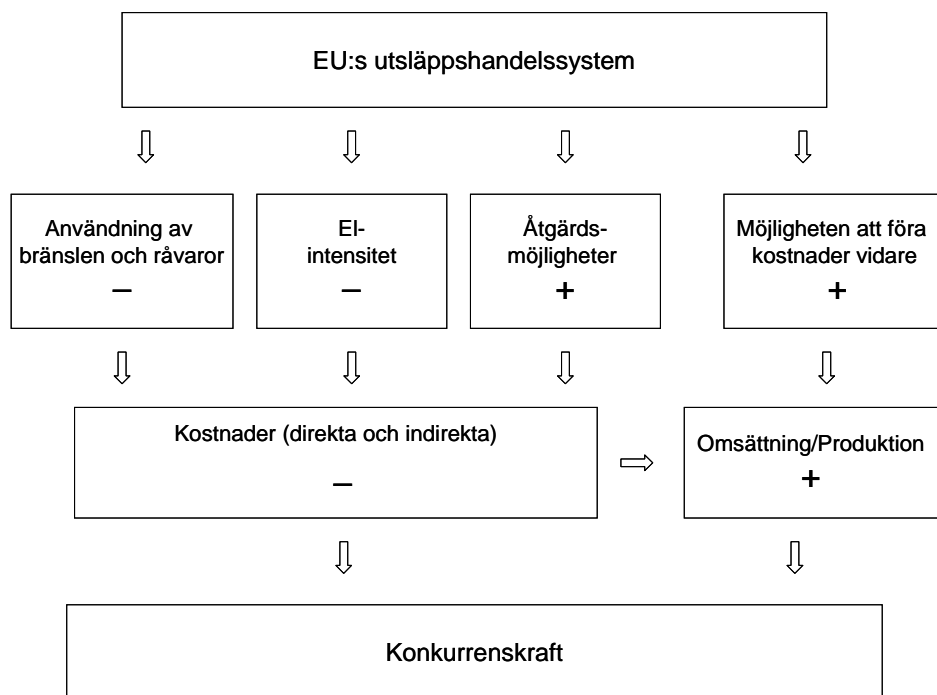 EU:s utsläppshandelssystem
Användning av
bränslen och råvaror
–
El-
intensitet
–
Åtgärds-
möjligheter
+
Möjligheten att föra
kostnader vidare
+
Kostnader (direkta och indirekta)
–
Omsättning/Produktion
+
Konkurrenskraft